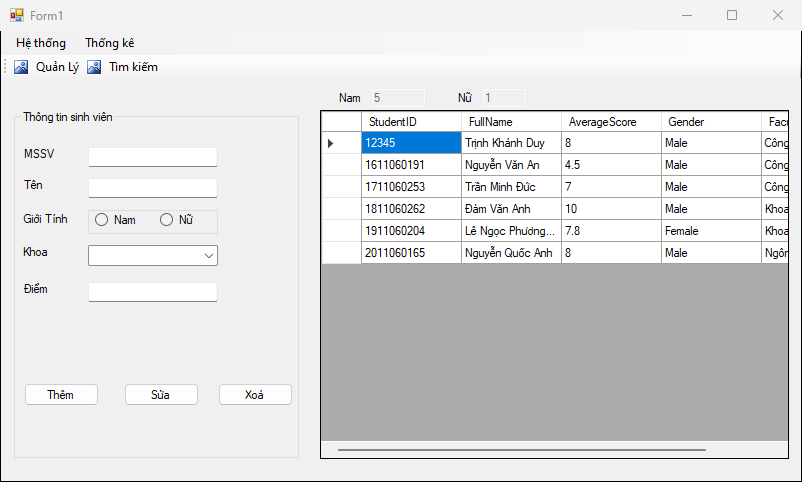 Form1
Hệ thống Thống kê
Quản Lý Tìm kiếm
Nam 5 Nữ 1
Thông tin sinh viên
MSSV
Tên
Giới Tính Nam Nữ
Khoa
Điểm
Thêm Sửa Xoá
StudentID FullName AverageScore Gender Facu
12345 Trịnh Khánh Duy 8 Male Công
1611060191 Nguyễn Văn An 4.5 Male Công
1711060253 Trần Minh Đức 7 Male Công
1811060262 Đàm Văn Anh 10 Male Khoa
1911060204 Lê Ngọc Phương... 7.8 Female Khoa
2011060165 Nguyễn Quốc Anh 8 Male Ngôn